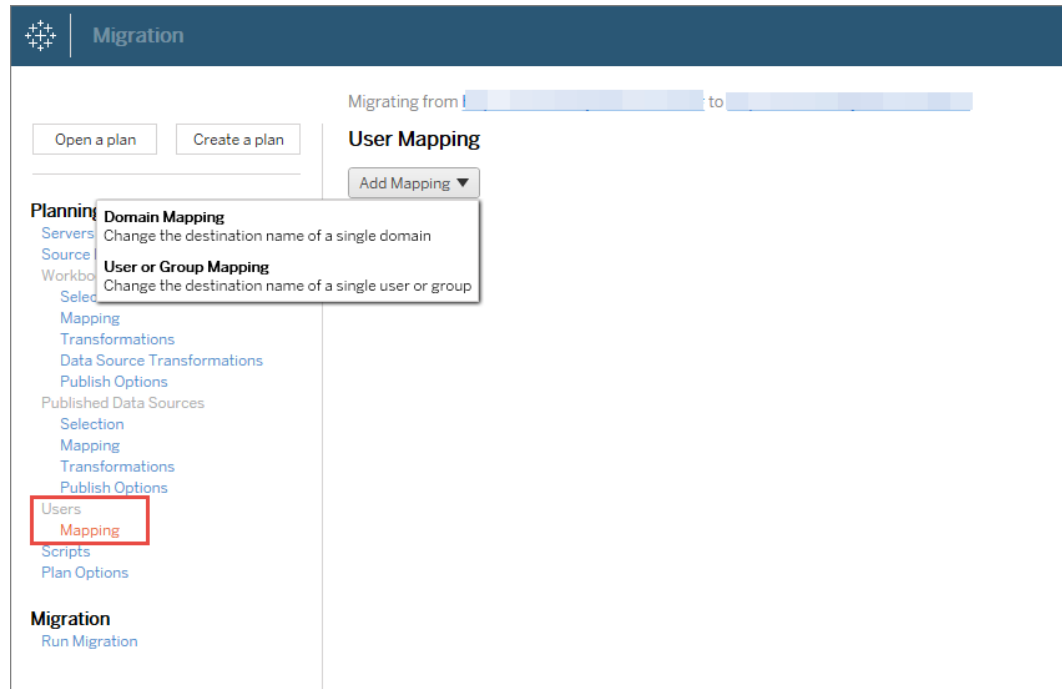 Migration
Migrating from to
Open a plan
Create a plan
User Mapping
Add Mapping ▼
Planning
Domain Mapping
Servers
Change the destination name of a single domain
Source
User or Group Mapping
Change the destination name of a single user or group
Mapping
Transformations
Data Source Transformations
Publish Options
Published Data Sources
Selection
Mapping
Transformations
Publish Options
Users
Mapping
Scripts
Plan Options
Migration
Run Migration